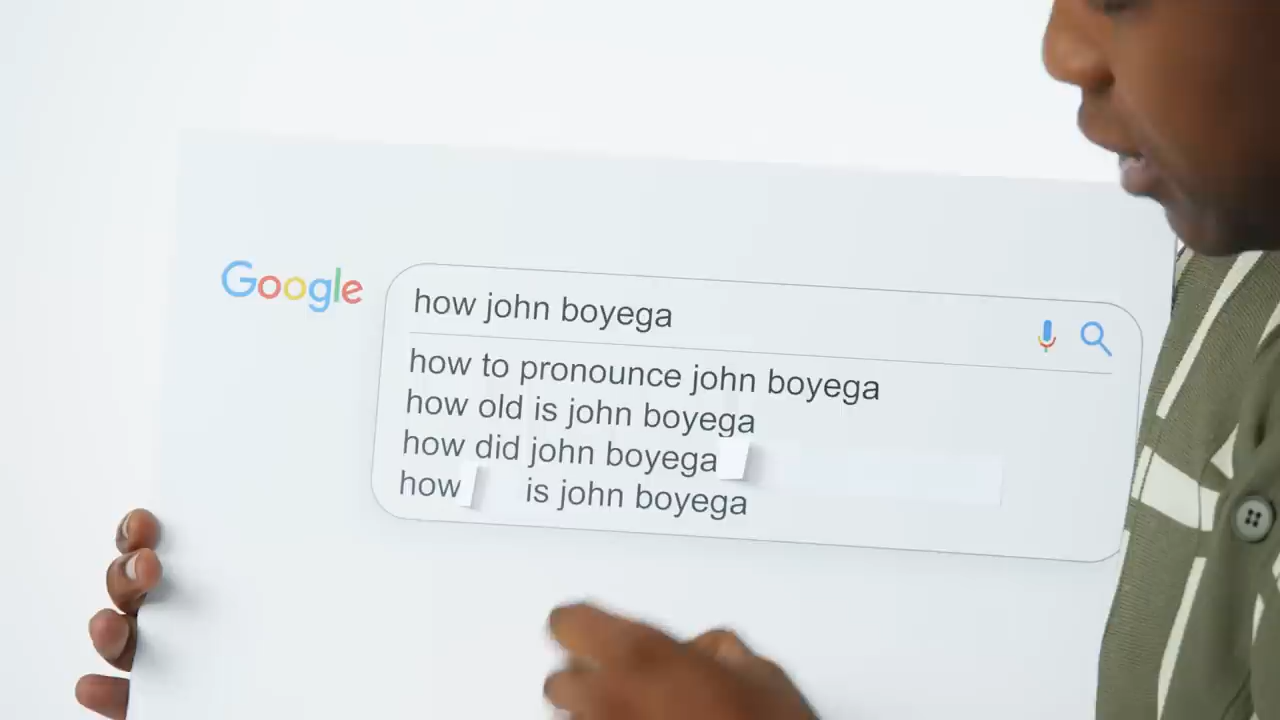 Google
how john boyega
how to pronounce john boyega
how old is john boyega
how did john boyega
how is john boyega